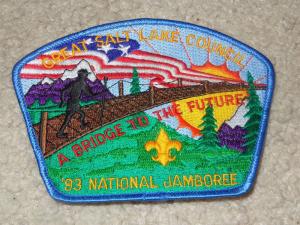 GREAT SALT LAKE COUNCIL
A BRIDGE TO THE FUTURE
'93 NATIONAL JAMBOREE